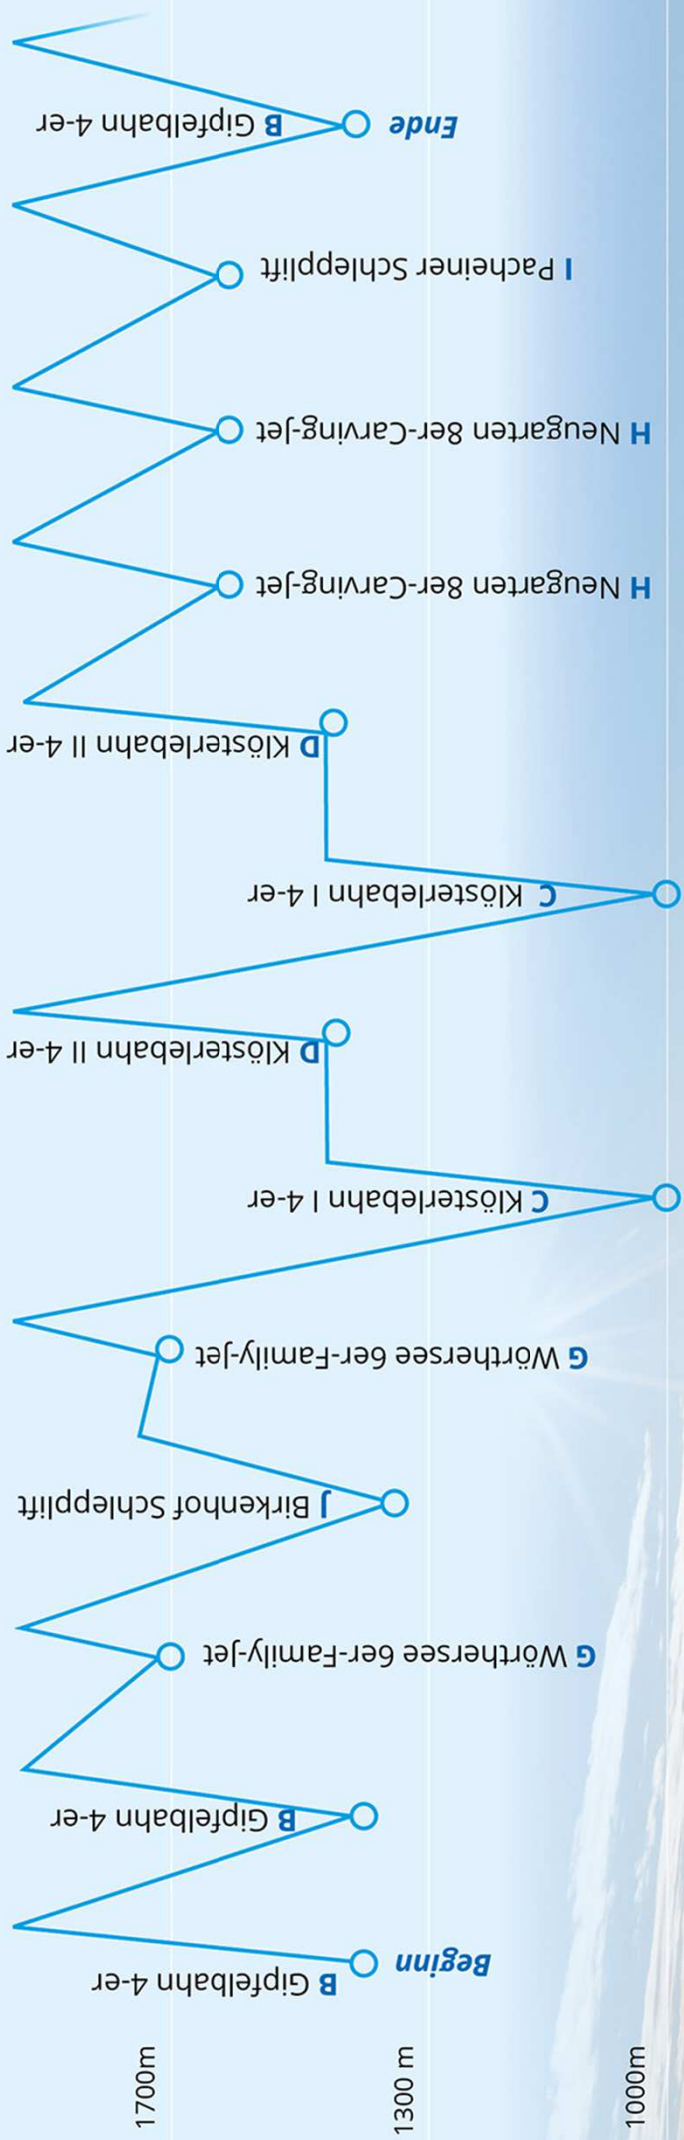 1700m
1300 m
1000m
Beginn
B Gipfelbahn 4-er
B Gipfelbahn 4-er
G Wörthersee 6er-Family-Jet
J Birkenhof Schlepplift
G Wörthersee 6er-Family-Jet
C Klösterlebahn I 4-er
D Klösterlebahn II 4-er
C Klösterlebahn I 4-er
D Klösterlebahn II 4-er
H Neugarten 8er-Carving-Jet
H Neugarten 8er-Carving-Jet
I Pacheiner Schlepplift
B Gipfelbahn 4-er
Ende